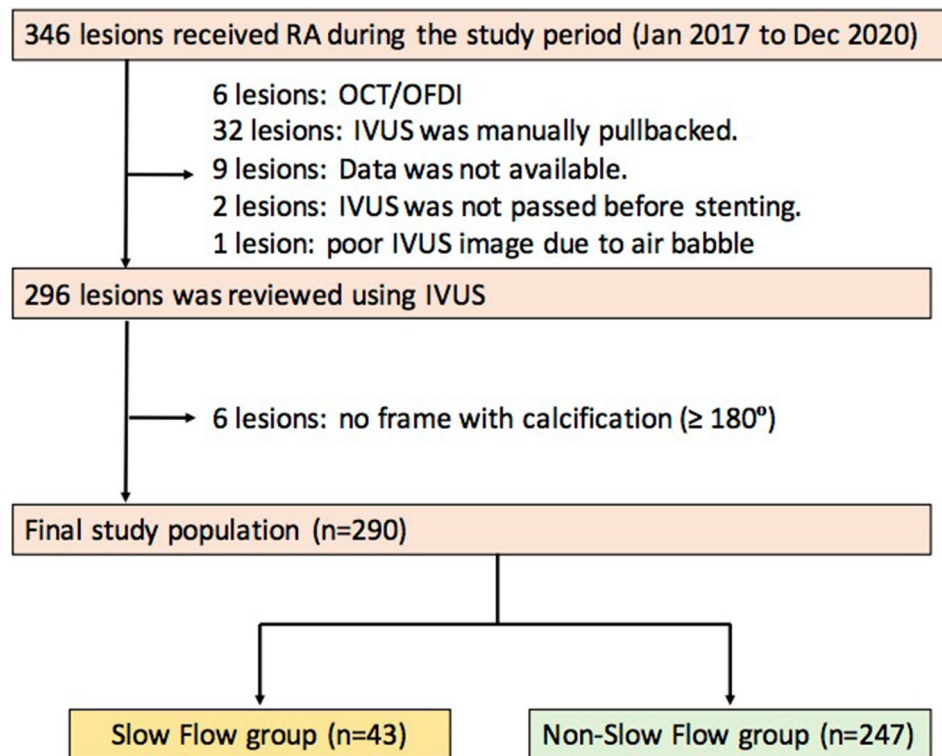 346 lesions received RA during the study period (Jan 2017 to Dec 2020)
6 lesions: OCT/OFDI
32 lesions: IVUS was manually pullbacked.
9 lesions: Data was not available.
2 lesions: IVUS was not passed before stenting.
1 lesion: poor IVUS image due to air babble
296 lesions was reviewed using IVUS
6 lesions: no frame with calcification (≥ 180°)
Final study population (n=290)
Slow Flow group (n=43)
Non-Slow Flow group (n=247)